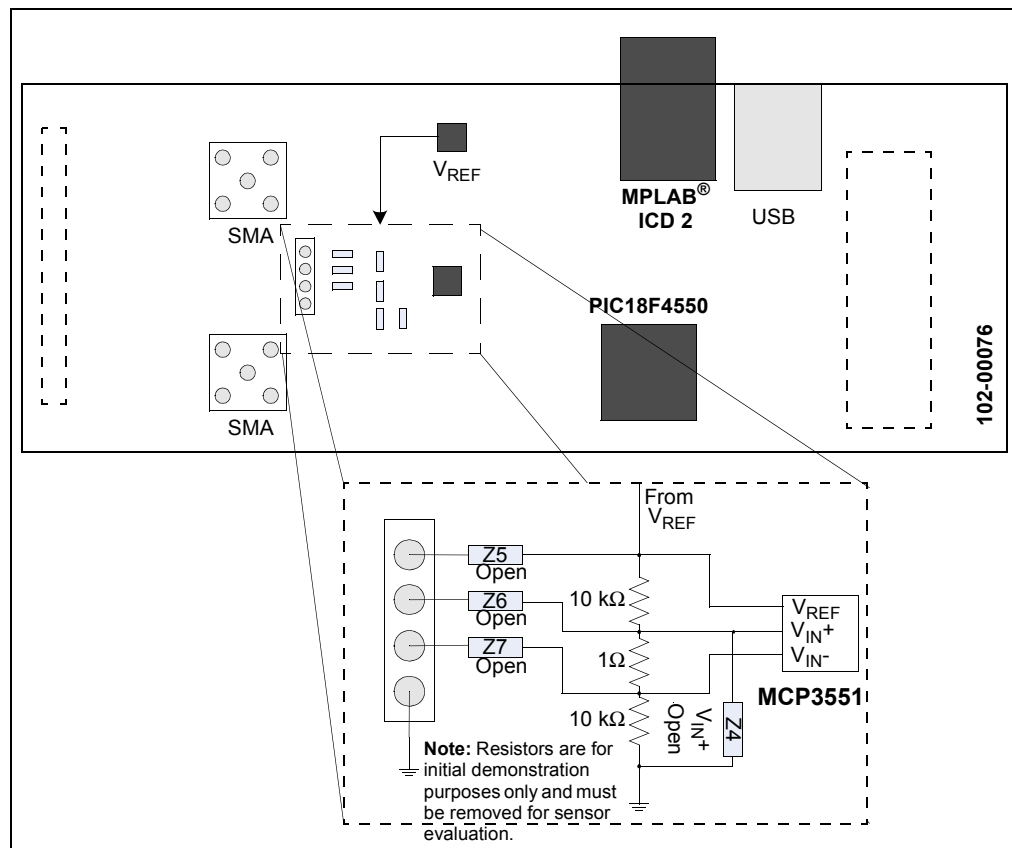 MPLAB®
ICD 2
USB
VREF
SMA
PIC18F4550
SMA
102-00076
From
VREF
Z5
Open
10 kΩ
Z6
Open
VREF
VIN+
VIN-
1Ω
Z7
Open
MCP3551
10 kΩ
VIN+
Open
Z4
Note: Resistors are for
initial demonstration
purposes only and must
be removed for sensor
evaluation.